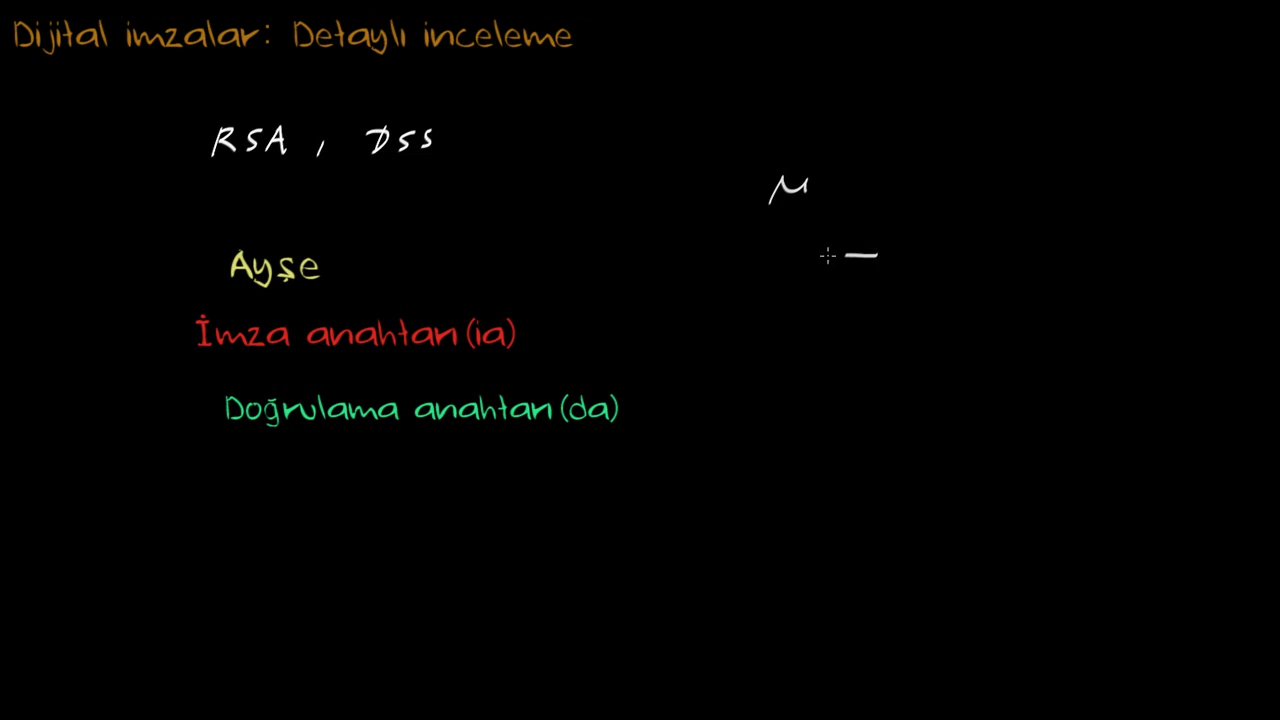 Dijital imzalar: Detaylı inceleme
RSA, DSS
μ
Ayşe
İmza anahtarı (ia)
Doğrulama anahtarı (da)